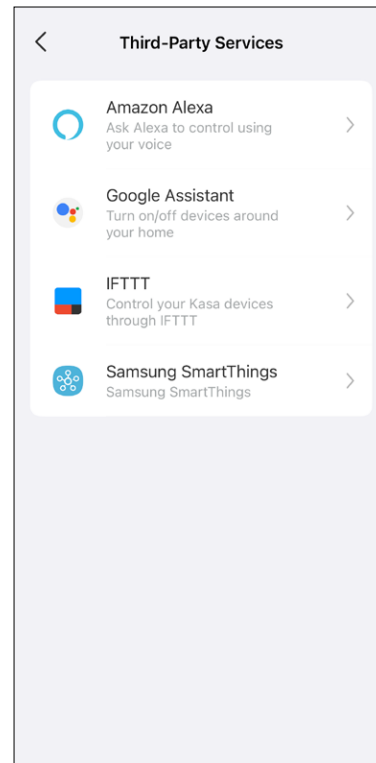 Third-Party Services
Amazon Alexa
Ask Alexa to control using
your voice
Google Assistant
Turn on/off devices around
your home
IFTTT
Control your Kasa devices
through IFTTT
Samsung SmartThings
Samsung SmartThings